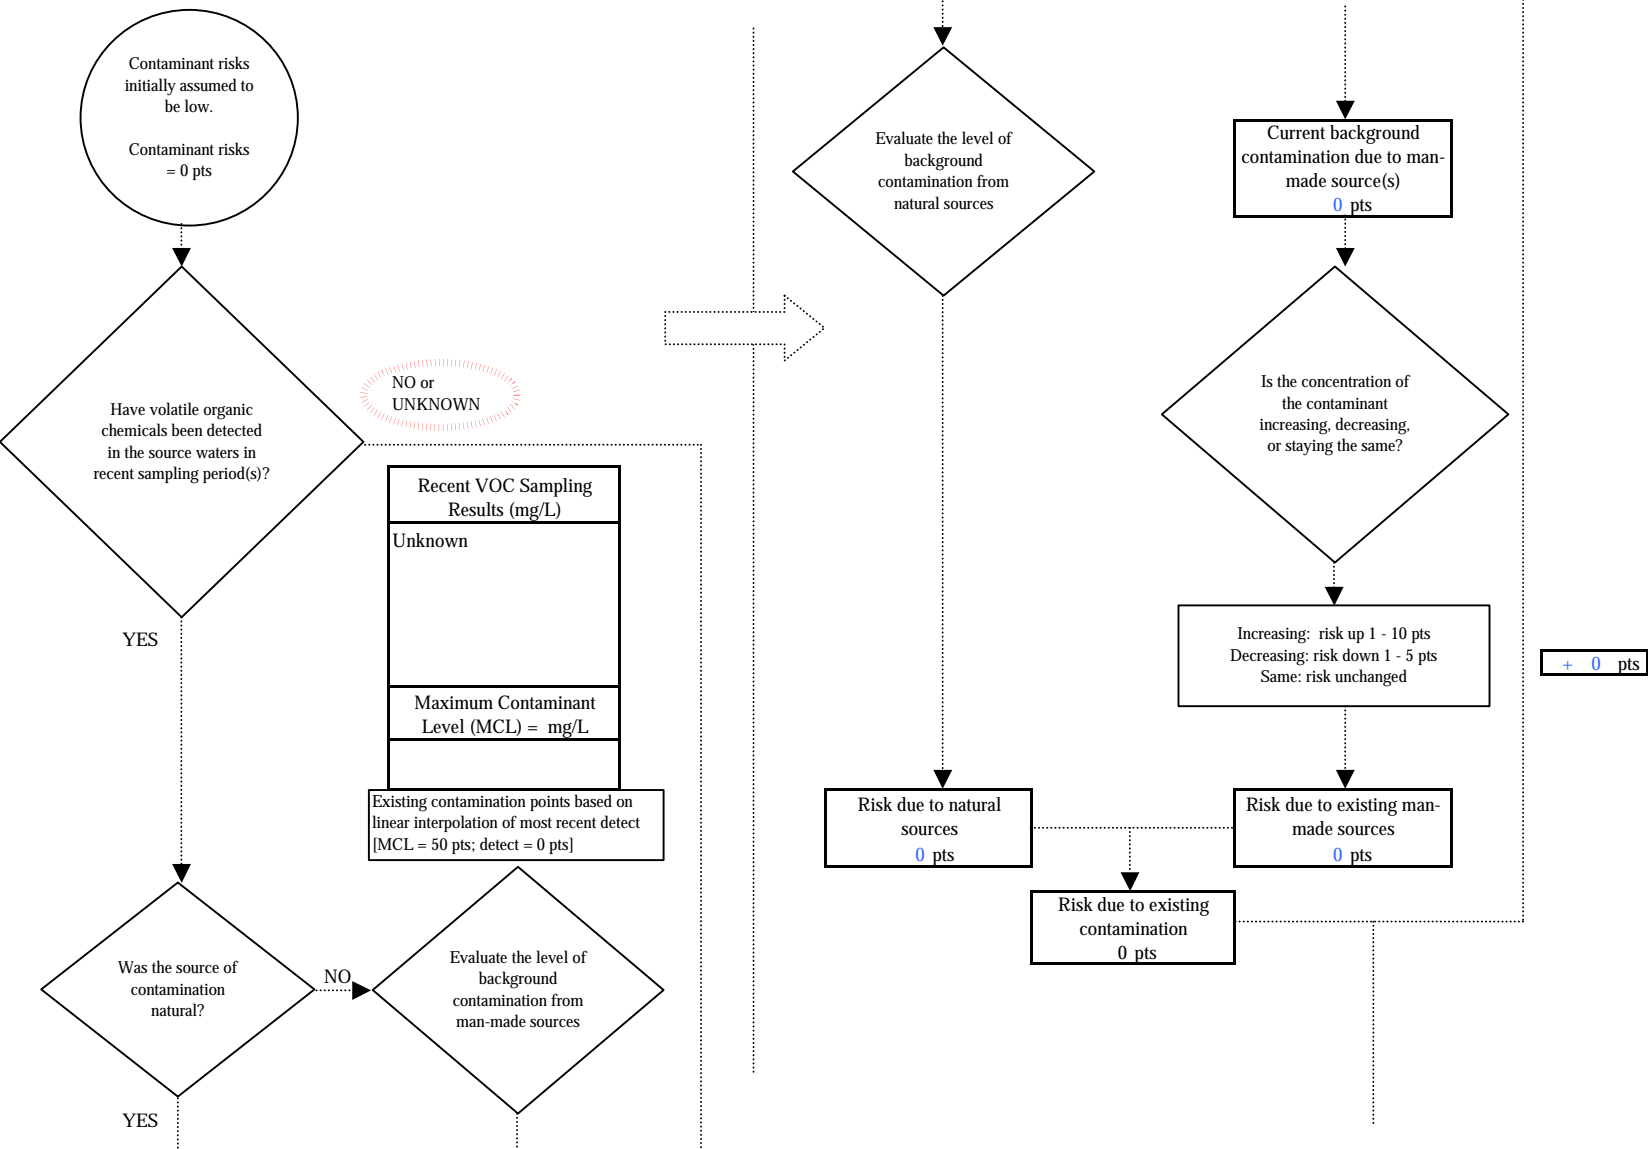 Contaminant risks
initially assumed to
be low.
Contaminant risks
= 0 pts
Have volatile organic
chemicals been detected
in the source waters in
recent sampling period(s)?
NO or
UNKNOWN
YES
Recent VOC Sampling
Results (mg/L)
Unknown
Maximum Contaminant
Level (MCL) = mg/L
Existing contamination points based on
linear interpolation of most recent detect
[MCL = 50 pts; detect = 0 pts]
Was the source of
contamination
natural?
NO
YES
Evaluate the level of
background
contamination from
man-made sources
Evaluate the level of
background
contamination from
natural sources
Current background
contamination due to man-
made source(s)
0 pts
Is the concentration of
the contaminant
increasing, decreasing,
or staying the same?
Increasing: risk up 1 - 10 pts
Decreasing: risk down 1 - 5 pts
Same: risk unchanged
+ 0 pts
Risk due to natural
sources
0 pts
Risk due to existing man-
made sources
0 pts
Risk due to existing
contamination
0 pts